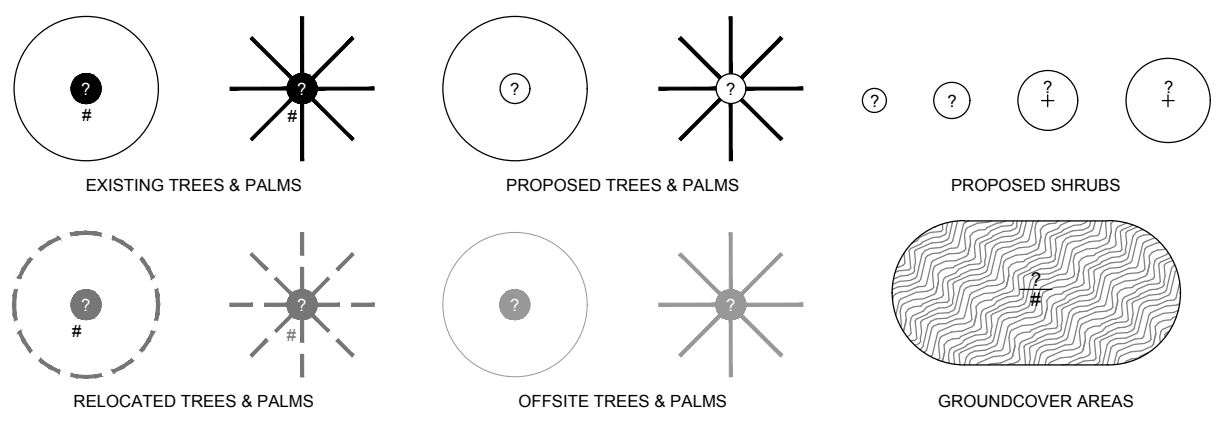 ? ? ? ? ? ? ? ?
# #
EXISTING TREES & PALMS PROPOSED TREES & PALMS PROPOSED SHRUBS
? ? ? ? ?
# # #
RELOCATED TREES & PALMS OFFSITE TREES & PALMS GROUNDCOVER AREAS